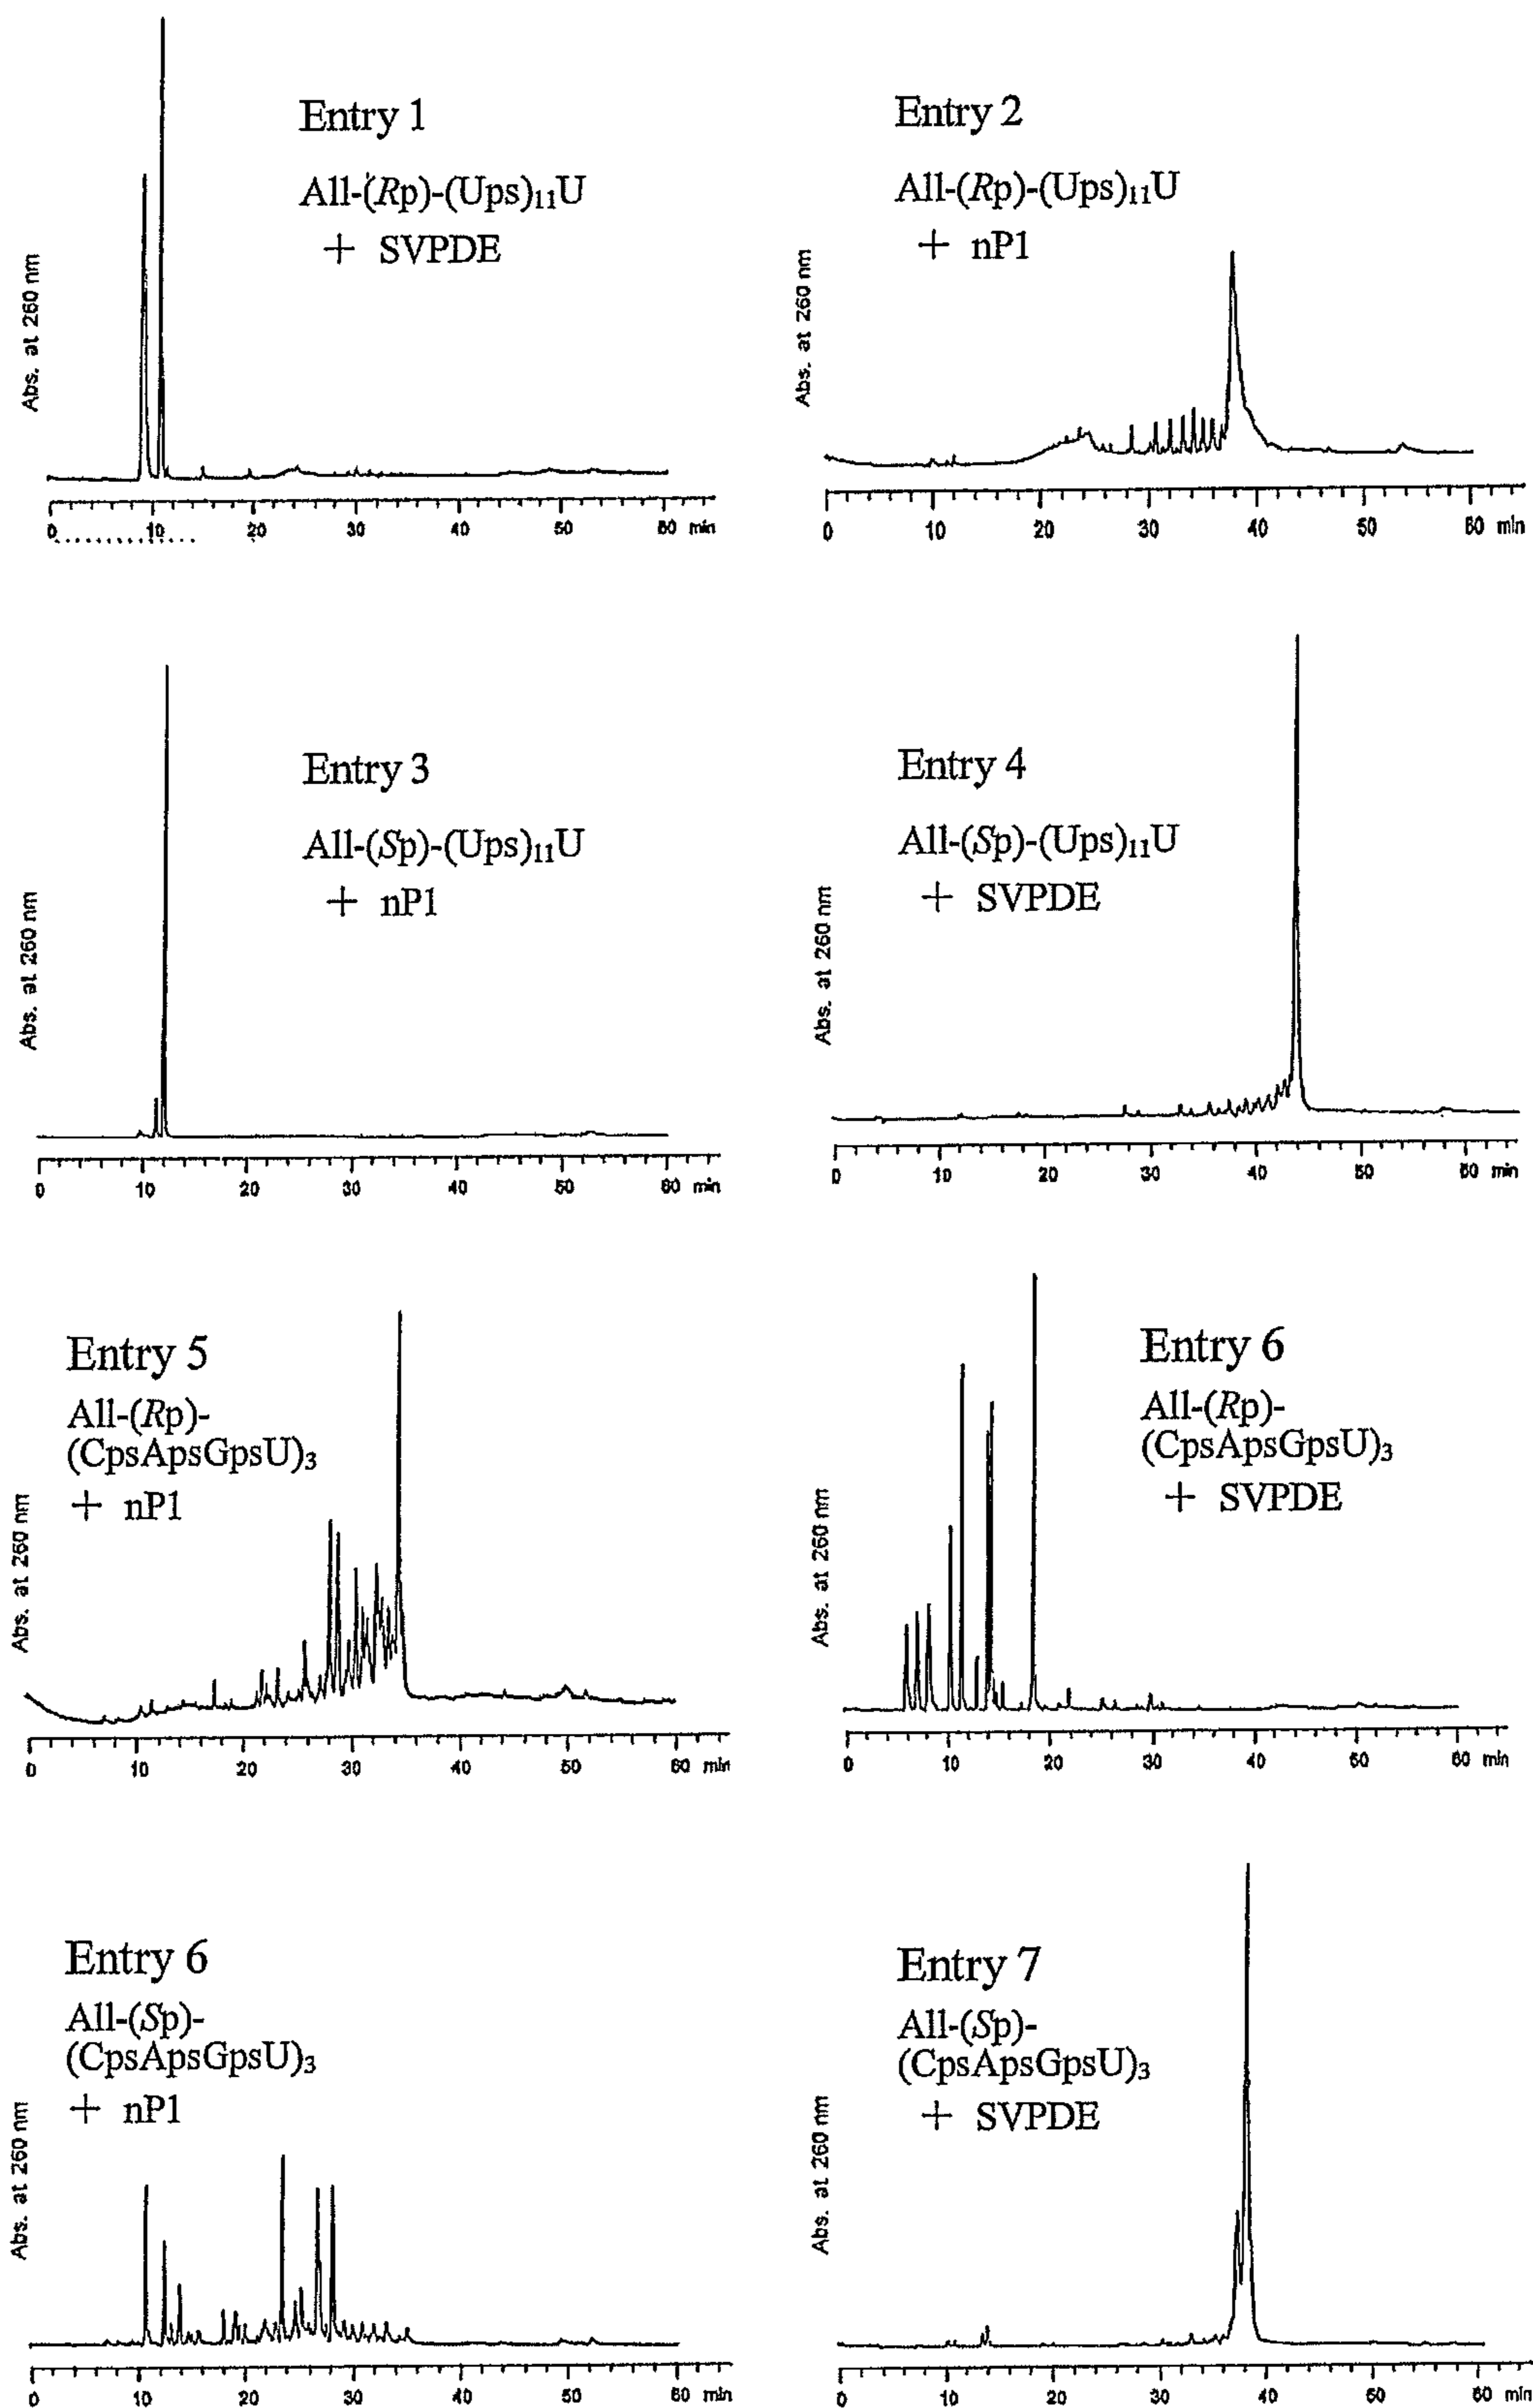 Entry 1
All-(Rp)-(Ups)₁₁U
+ SVPDE
Abs. at 260 nm
0 10 20 30 40 50 60 min
Entry 2
All-(Rp)-(Ups)₁₁U
+ nP1
Abs. at 260 nm
0 10 20 30 40 50 60 min
Entry 3
All-(Sp)-(Ups)₁₁U
+ nP1
Abs. at 260 nm
0 10 20 30 40 50 60 min
Entry 4
All-(Sp)-(Ups)₁₁U
+ SVPDE
Abs. at 260 nm
0 10 20 30 40 50 60 min
Entry 5
All-(Rp)-
(CpsApsGpsU)₃
+ nP1
Abs. at 260 nm
0 10 20 30 40 50 60 min
Entry 6
All-(Rp)-
(CpsApsGpsU)₃
+ SVPDE
Abs. at 260 nm
0 10 20 30 40 50 60 min
Entry 6
All-(Sp)-
(CpsApsGpsU)₃
+ nP1
Abs. at 260 nm
0 10 20 30 40 50 60 min
Entry 7
All-(Sp)-
(CpsApsGpsU)₃
+ SVPDE
Abs. at 260 nm
0 10 20 30 40 50 60 min